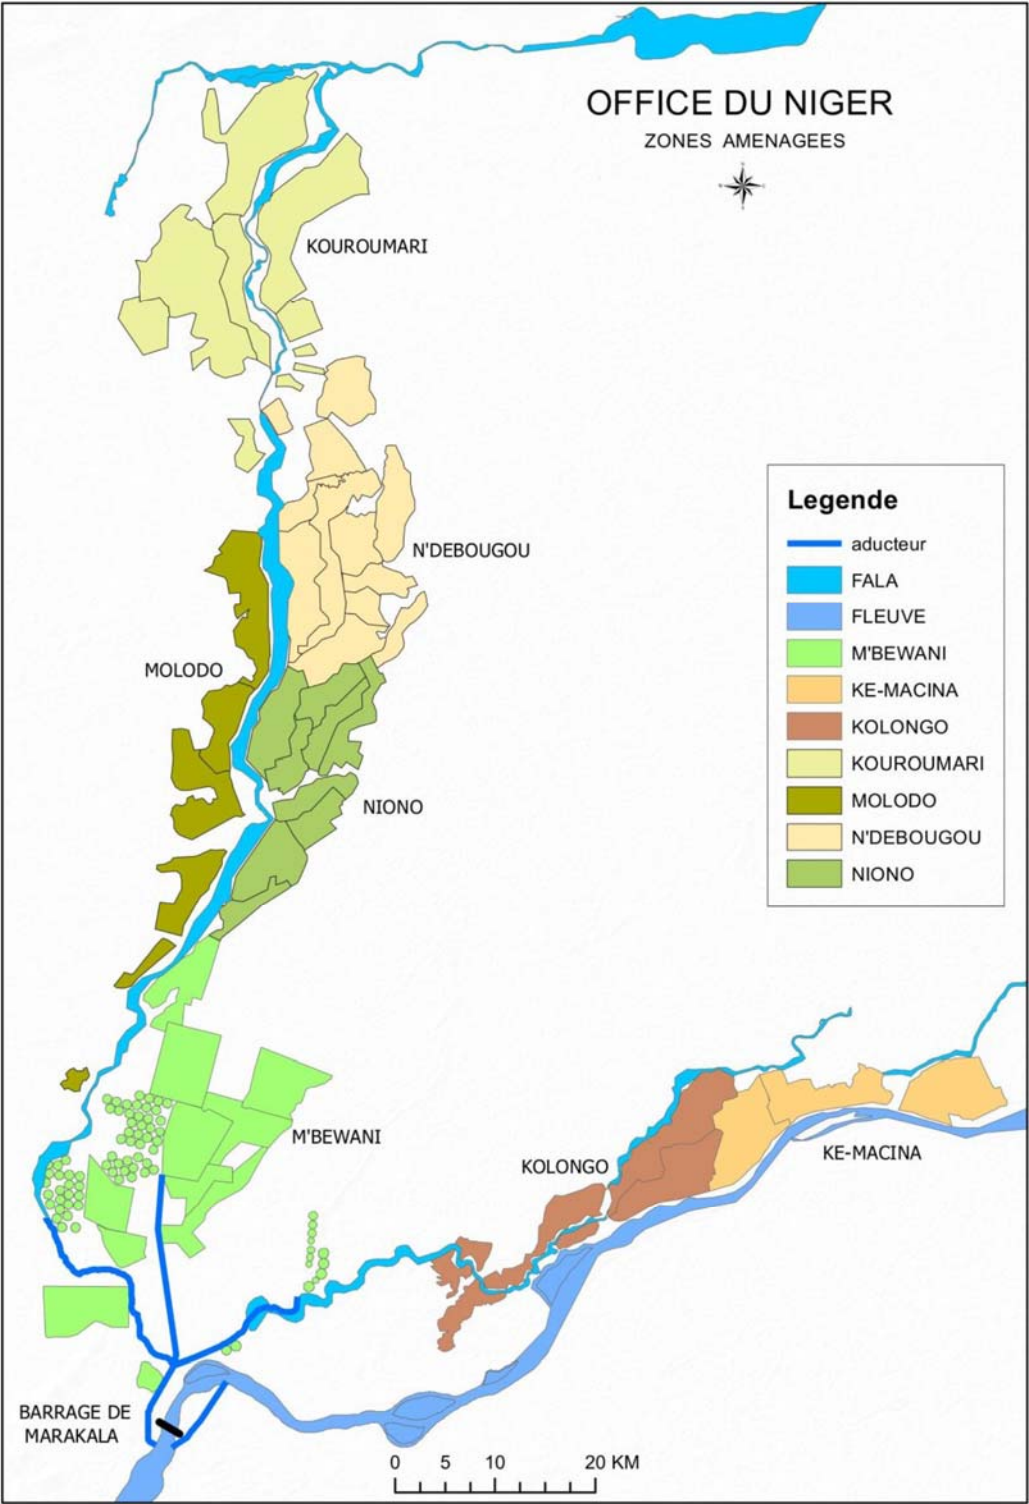 OFFICE DU NIGER
ZONES AMENAGEES
KOUROUMARI
N'DEBOUGOU
MOLODO
NIONO
M'BEWANI
KOLONGO
KE-MACINA
BARRAGE DE
MARAKALA
Legende
aducteur
FALA
FLEUVE
M'BEWANI
KE-MACINA
KOLONGO
KOUROUMARI
MOLODO
N'DEBOUGOU
NIONO
0 5 10 20 KM